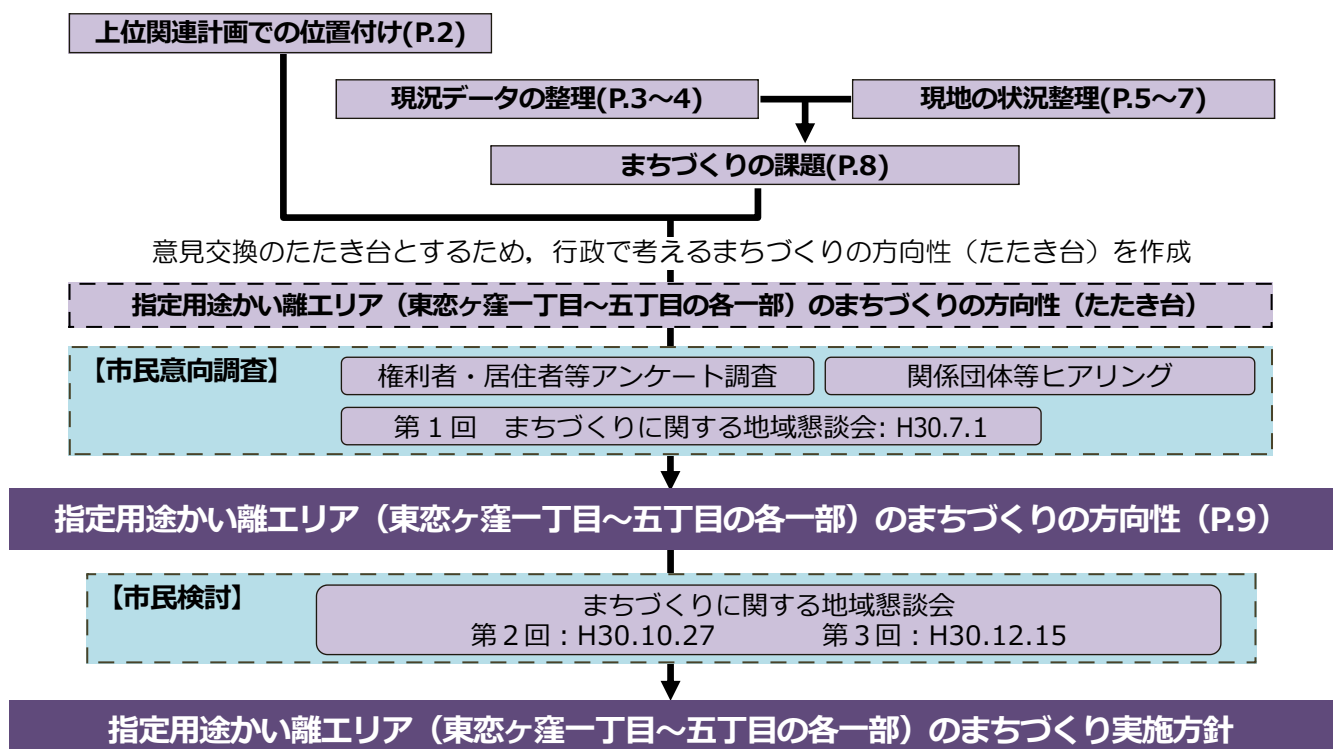 上位関連計画での位置付け(P.2)
現況データの整理(P.3～4)
現地の状況整理(P.5～7)
まちづくりの課題(P.8)
意見交換のたたき台とするため，行政で考えるまちづくりの方向性（たたき台）を作成
指定用途かい離エリア（東恋ヶ窪一丁目～五丁目の各一部）のまちづくりの方向性（たたき台）
【市民意向調査】
権利者・居住者等アンケート調査
関係団体等ヒアリング
第１回　まちづくりに関する地域懇談会: H30.7.1
指定用途かい離エリア（東恋ヶ窪一丁目～五丁目の各一部）のまちづくりの方向性（P.9）
【市民検討】
まちづくりに関する地域懇談会
第２回：H30.10.27　　　第３回：H30.12.15
指定用途かい離エリア（東恋ヶ窪一丁目～五丁目の各一部）のまちづくり実施方針